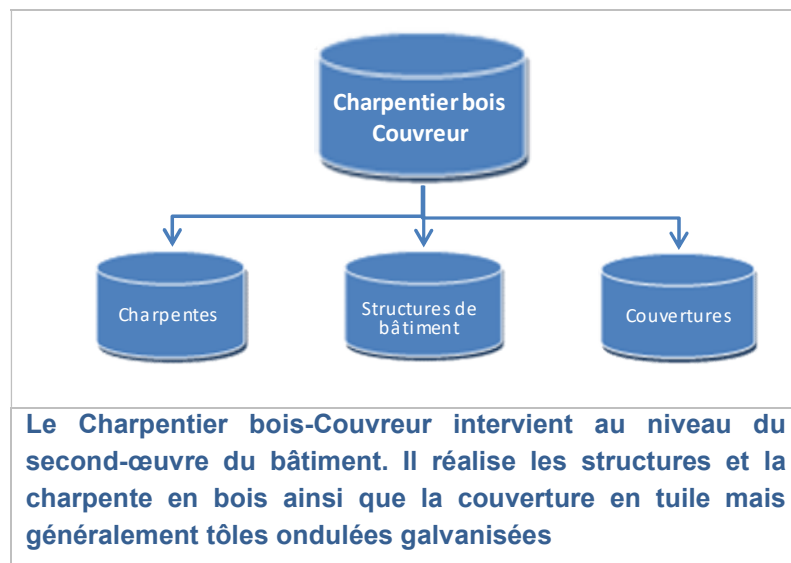 Charpentier bois
Couvreur
Charpentes
Structures de
bâtiment
Couvertures
Le Charpentier bois-Couvreur intervient au niveau du
second-œuvre du bâtiment. Il réalise les structures et la
charpente en bois ainsi que la couverture en tuile mais
généralement tôles ondulées galvanisées